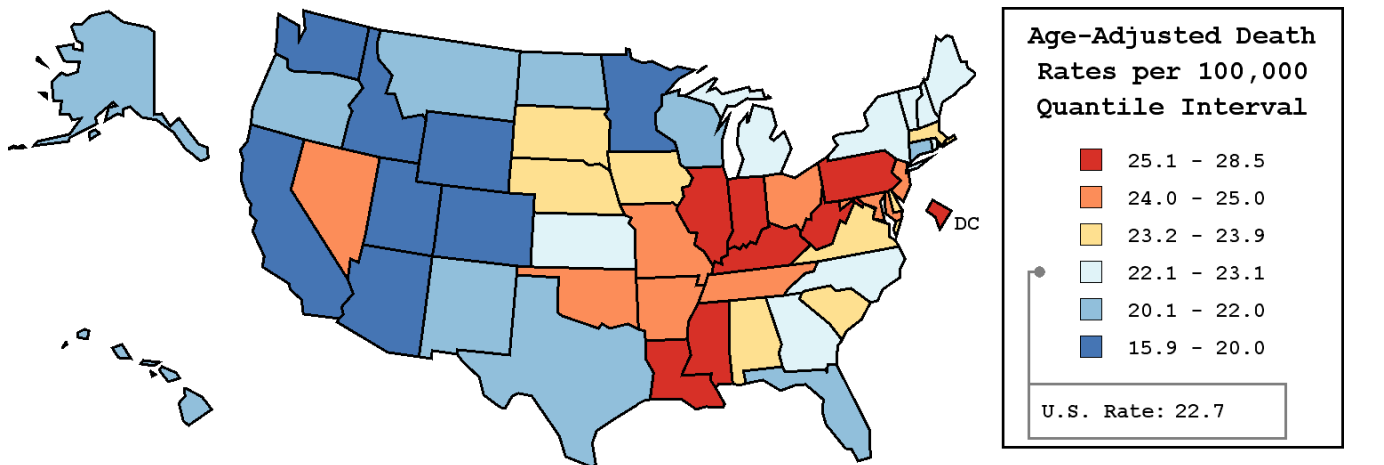 Age-Adjusted Death
Rates per 100,000
Quantile Interval
25.1 - 28.5
24.0 - 25.0
23.2 - 23.9
22.1 - 23.1
20.1 - 22.0
15.9 - 20.0
U.S. Rate: 22.7
DC